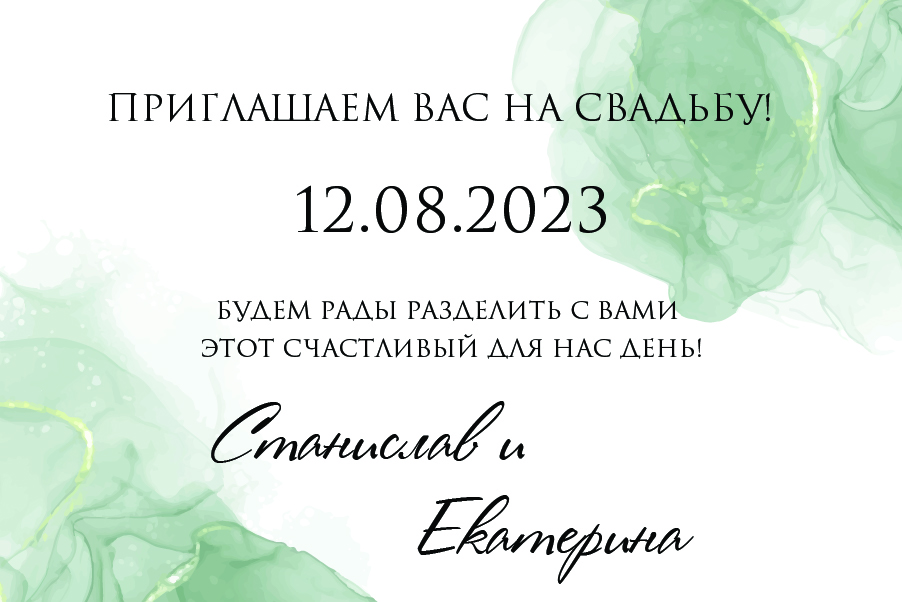 ПРИГЛАШАЕМ ВАС НА СВАДЬБУ!
12.08.2023
БУДЕМ РАДЫ РАЗДЕЛИТЬ С ВАМИ
ЭТОТ СЧАСТЛИВЫЙ ДЛЯ НАС ДЕНЬ!
Станислав и
Екатерина